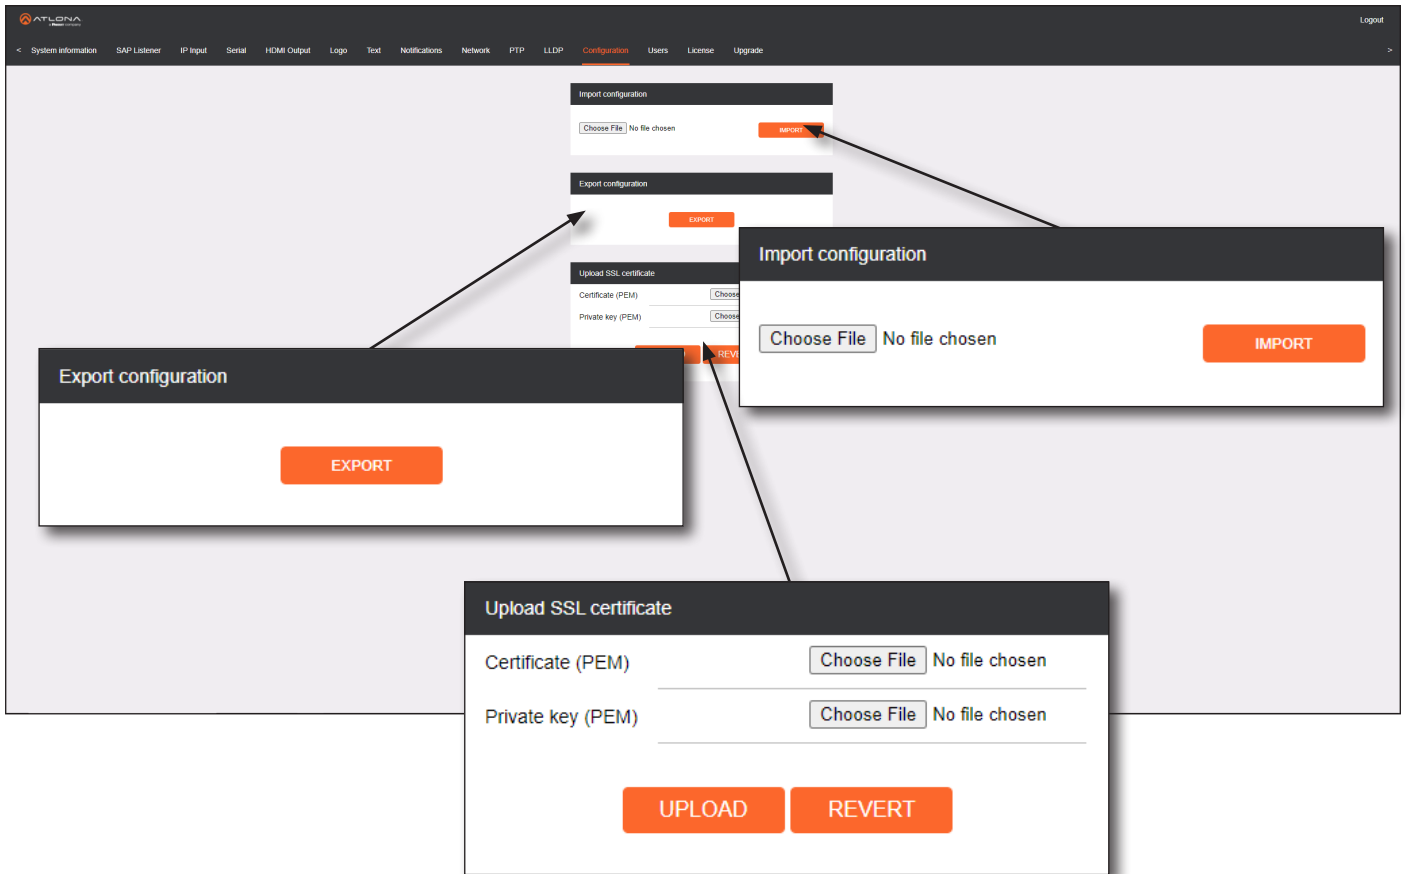 ATLONA
Logout
< System information SAP Listener IP Input Serial HDMI Output Logo Text Notifications Network PTP LLDP Configuration Users License Upgrade >
Import configuration
Choose File No file chosen IMPORT
Export configuration
EXPORT
Upload SSL certificate
Certificate (PEM) Choose
Private key (PEM) Choose
Import configuration
Choose File No file chosen IMPORT
Export configuration
EXPORT
Upload SSL certificate
Certificate (PEM) Choose File No file chosen
Private key (PEM) Choose File No file chosen
UPLOAD REVERT